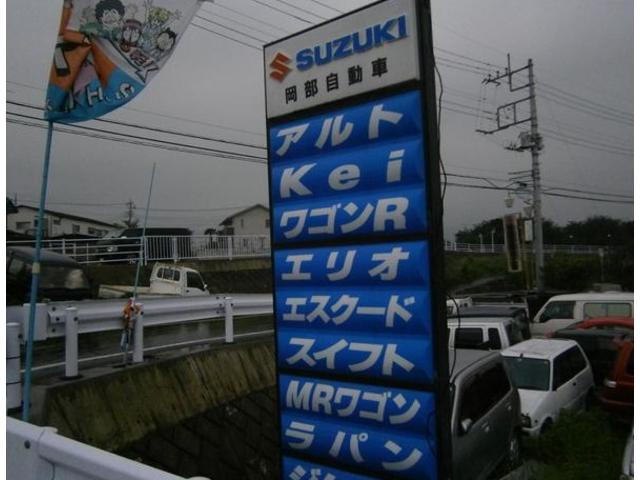 SUZUKI
岡部自動車
アルト
Kei
ワゴンR
エリオ
エスクード
スイフト
MRワゴン
ラパン